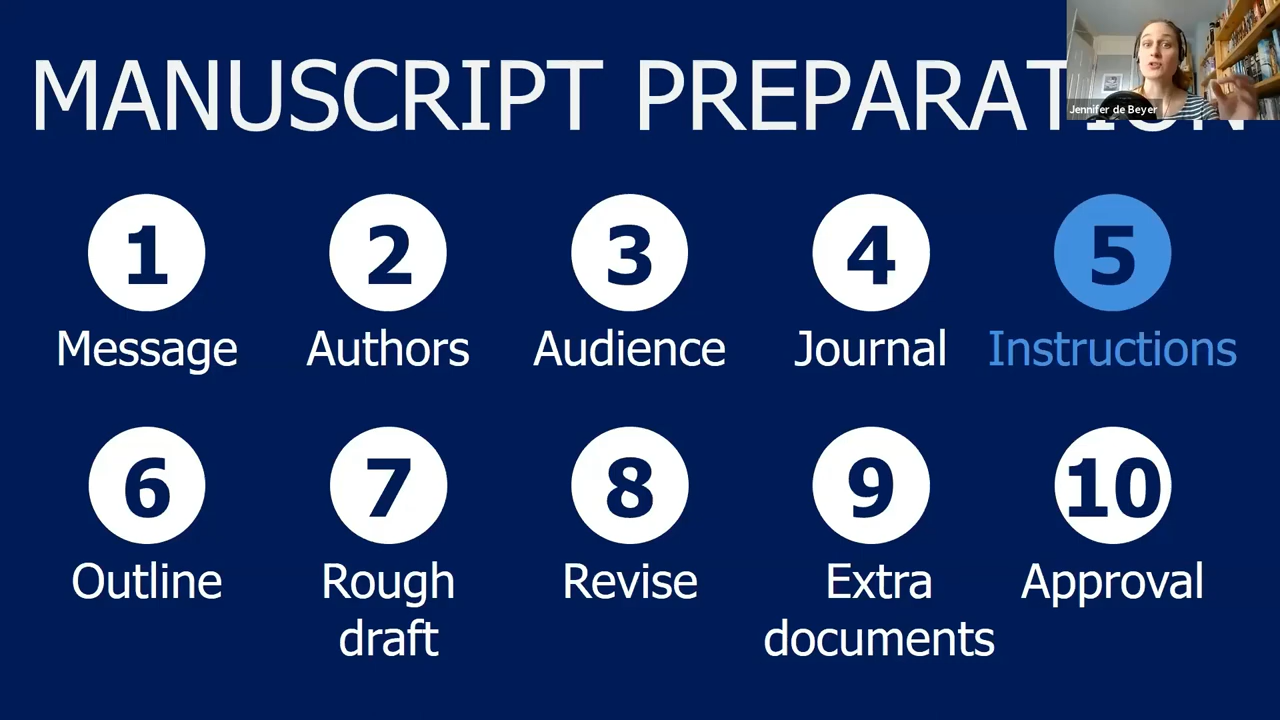 MANUSCRIPT PREPARATION
Jennifer de Beyer
1 2 3 4 5
Message Authors Audience Journal Instructions
6 7 8 9 10
Outline Rough draft Revise Extra documents Approval